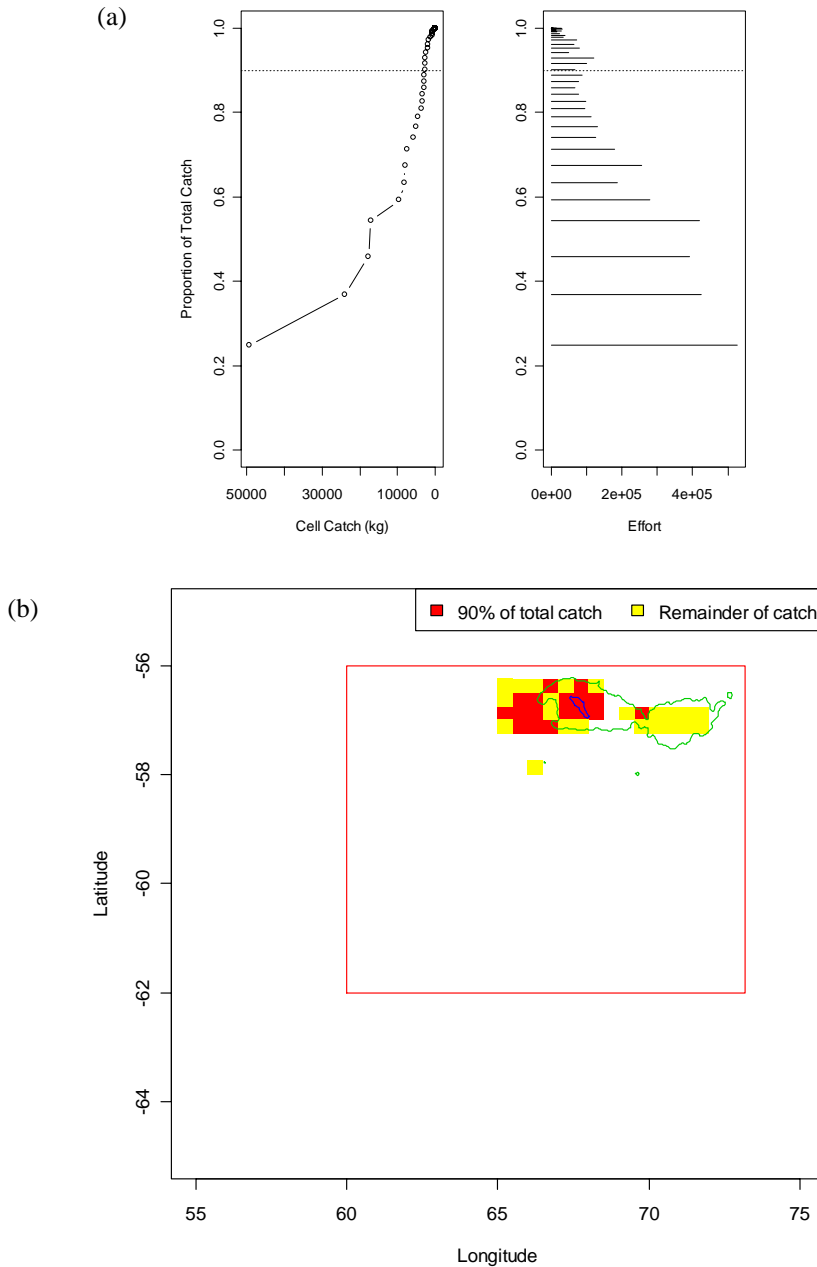 (a)
Proportion of Total Catch
0.0 0.2 0.4 0.6 0.8 1.0
50000 30000 10000 0
Cell Catch (kg)
0.0 0.2 0.4 0.6 0.8 1.0
0e+00 2e+05 4e+05
Effort
(b)
90% of total catch Remainder of catch
Latitude
-56
-58
-60
-62
-64
55 60 65 70 75
Longitude